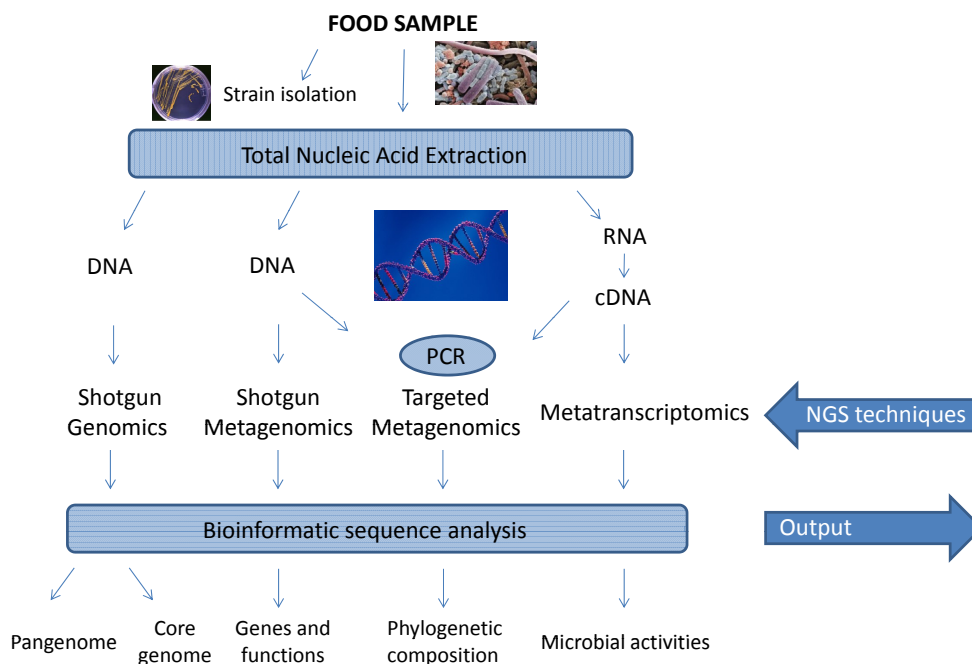 FOOD SAMPLE
Strain isolation
Total Nucleic Acid Extraction
DNA
DNA
RNA
cDNA
PCR
Shotgun
Genomics
Shotgun
Metagenomics
Targeted
Metagenomics
Metatranscriptomics
NGS techniques
Bioinformatic sequence analysis
Output
Pangenome
Core
genome
Genes and
functions
Phylogenetic
composition
Microbial activities